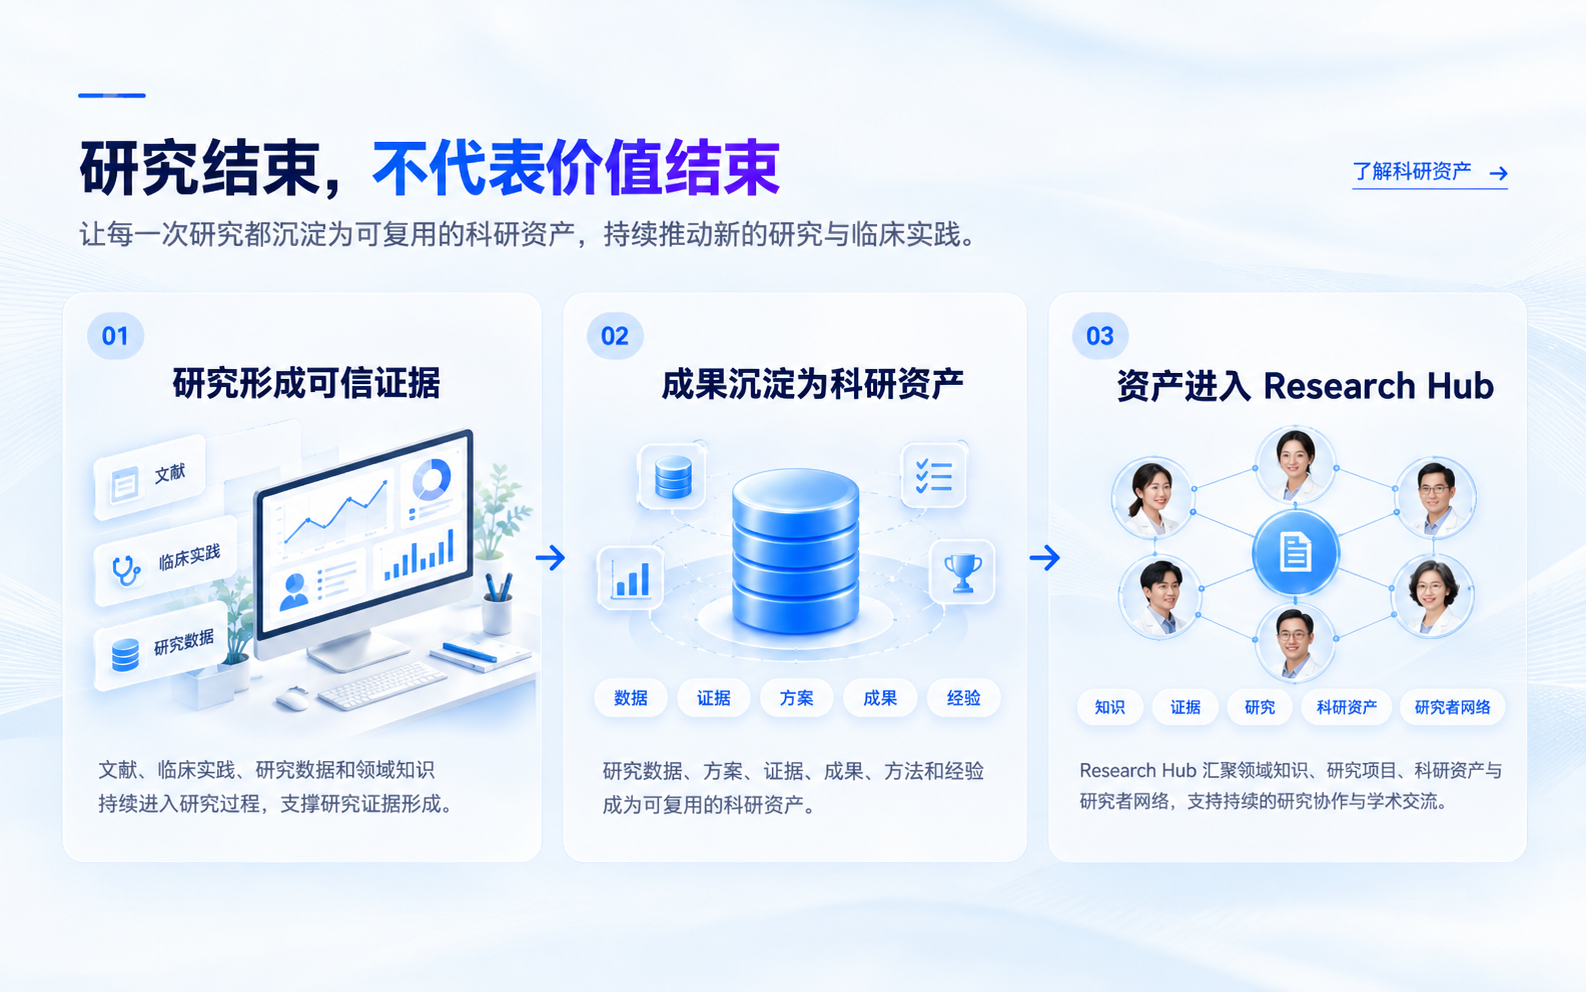 研究结束，不代表价值结束
让每一次研究都沉淀为可复用的科研资产，持续推动新的研究与临床实践。
了解科研资产 →
01
研究形成可信证据
文献
临床实践
研究数据
文献、临床实践、研究数据和领域知识
持续进入研究过程，支撑研究证据形成。
02
成果沉淀为科研资产
数据 证据 方案 成果 经验
研究数据、方案、证据、成果、方法和经验
成为可复用的科研资产。
03
资产进入 Research Hub
知识 证据 研究 科研资产 研究者网络
Research Hub 汇聚领域知识、研究项目、科研资产与
研究者网络，支持持续的研究协作与学术交流。